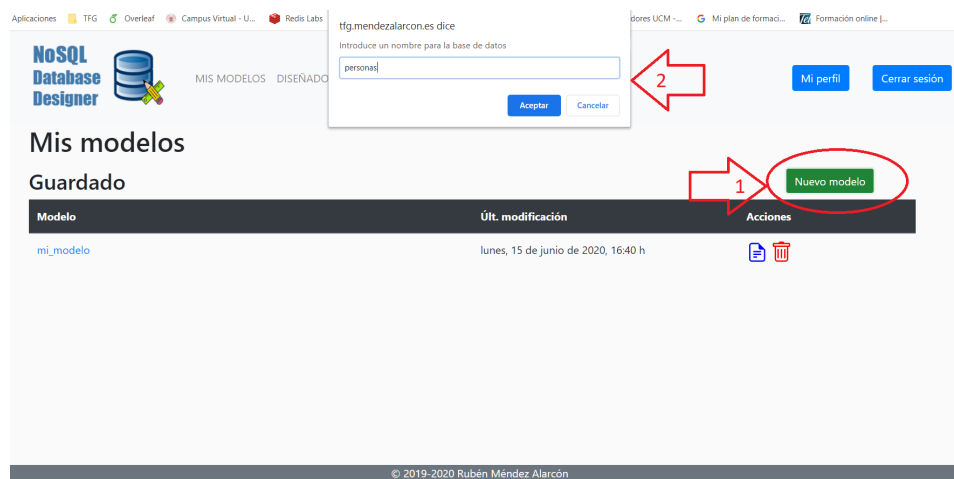 Aplicaciones TFG Overleaf Campus Virtual - U... Redis Labs dores UCM -... Mi plan de formaci... Formación online |...
tfg.mendezalarcon.es dice
Introduce un nombre para la base de datos
personas
Aceptar Cancelar
2
NoSQL
Database
Designer
MIS MODELOS DISEÑADO
Mi perfil Cerrar sesión
Mis modelos
Guardado
1
Nuevo modelo
Modelo Últ. modificación Acciones
mi_modelo lunes, 15 de junio de 2020, 16:40 h
© 2019-2020 Rubén Méndez Alarcón